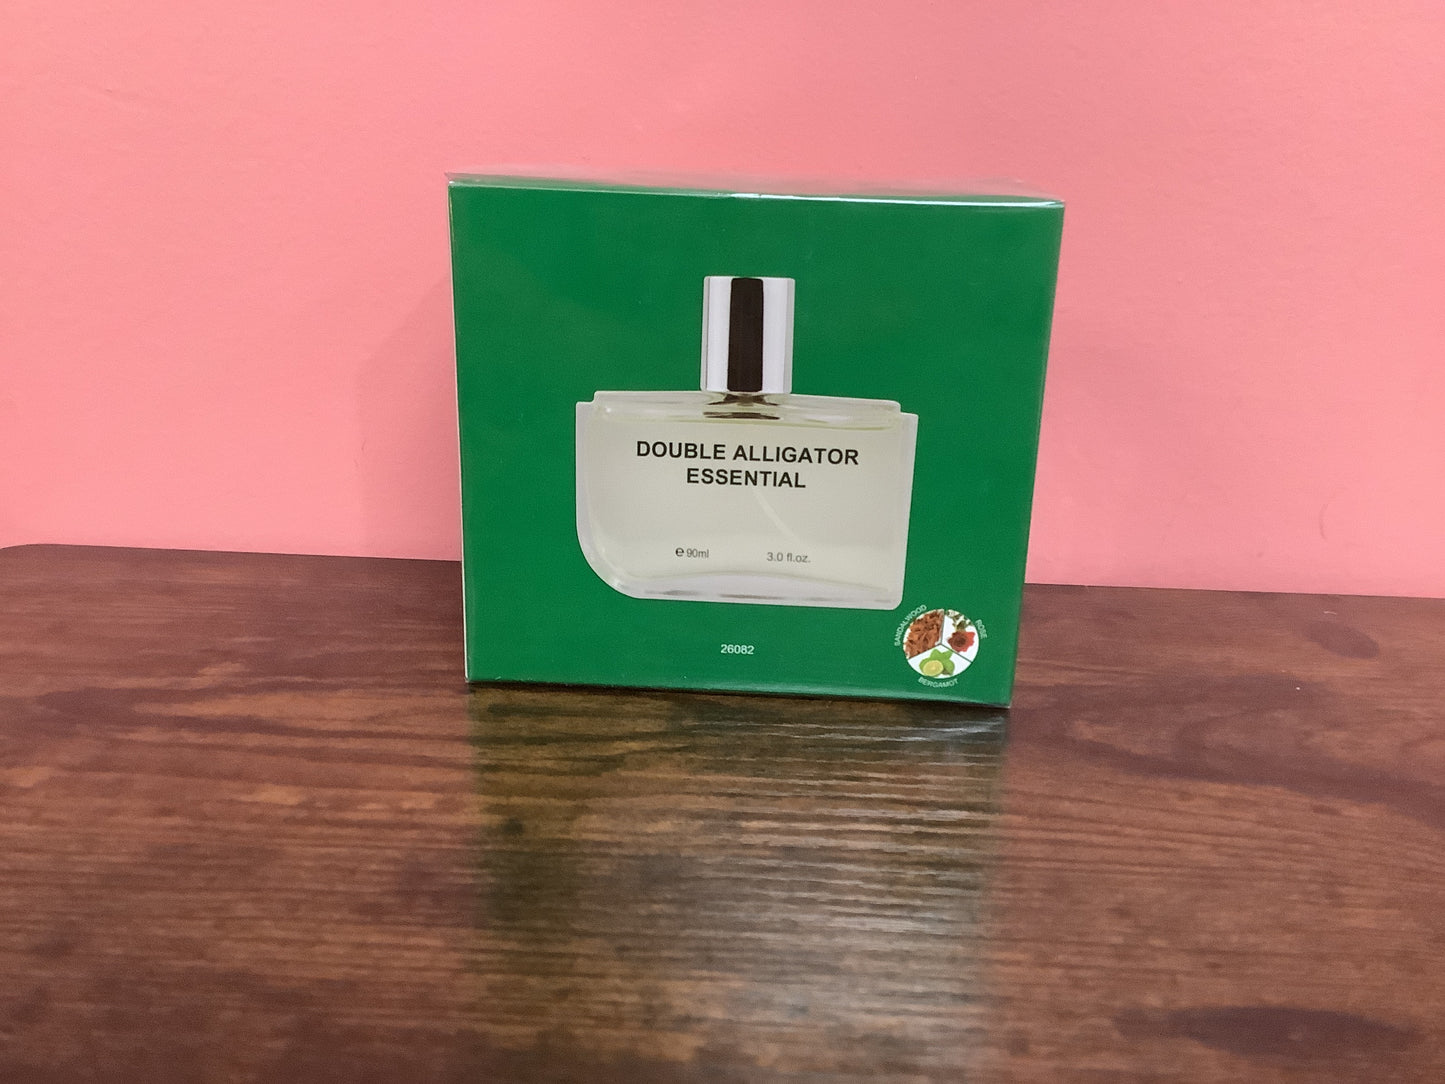 DOUBLE ALLIGATOR
ESSENTIAL
℮ 90ml 3.0 fl.oz.
26082
SANDALWOOD
ROSE
BERGAMOT